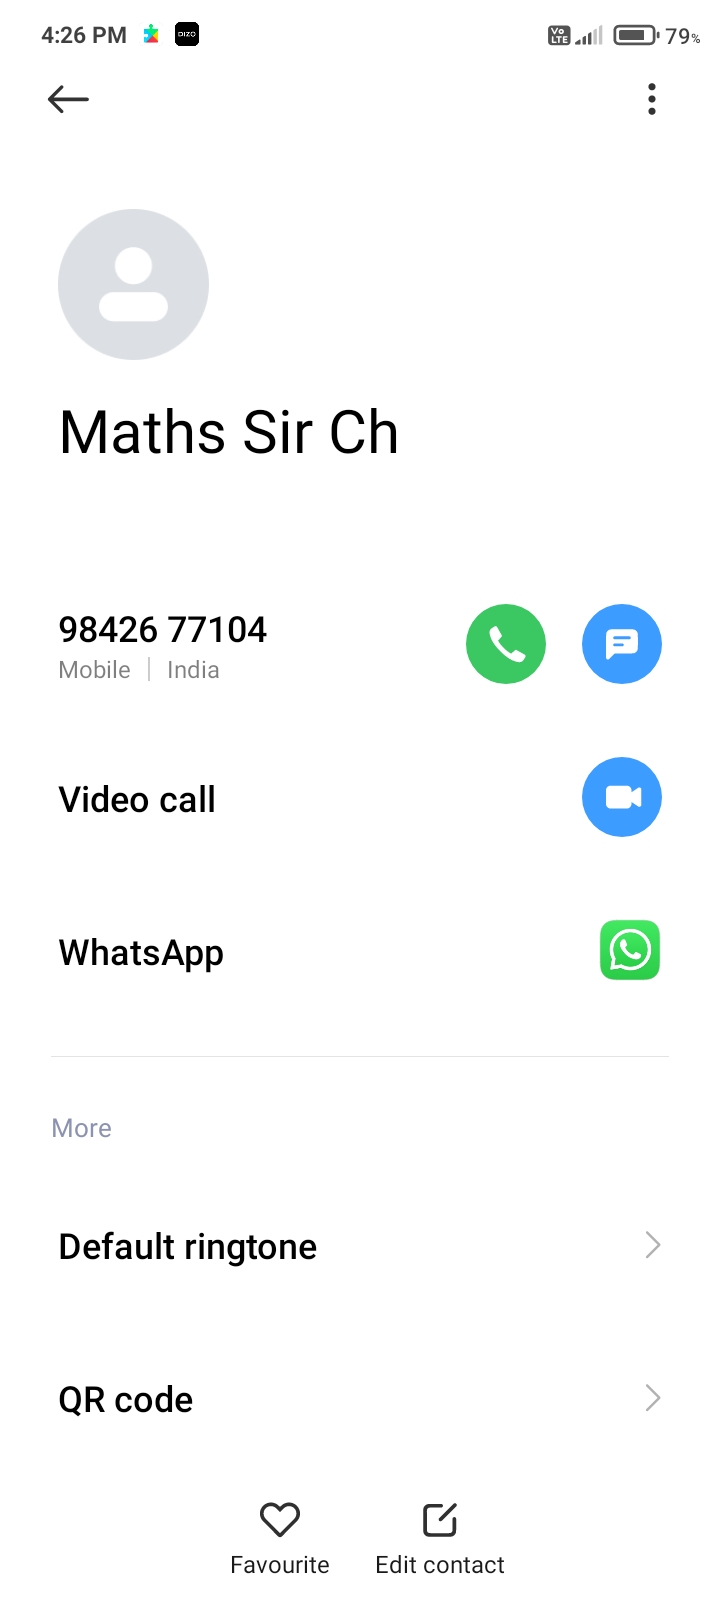 4:26 PM DIZO Vo LTE 79%
Maths Sir Ch
98426 77104
Mobile | India
Video call
WhatsApp
More
Default ringtone
QR code
Favourite Edit contact